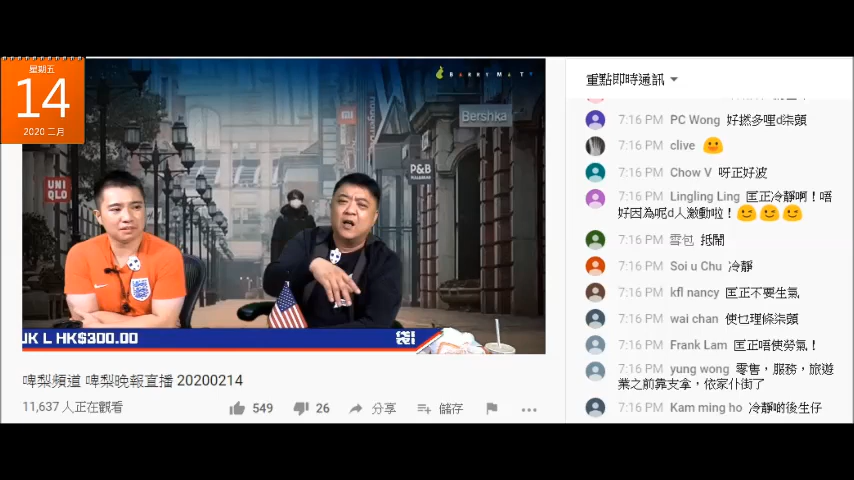 星期五
14
2020 二月
BARRYMATT
UNI
QLO
Bershka
P&B
UK L HK$300.00
啤梨頻道 啤梨晚報直播 20200214
11,637 人正在觀看
549
26
分享
儲存
重點即時通訊
7:16 PM PC Wong 好撚多哩d柒頭
7:16 PM clive
7:16 PM Chow V 呀正好波
7:16 PM Lingling Ling 匡正冷靜啊！唔
好因為呢d人激動啦！
7:16 PM 雪包 抵鬧
7:16 PM Soi u Chu 冷靜
7:16 PM kfl nancy 匡正不要生氣
7:16 PM wai chan 使乜理條柒頭
7:16 PM Frank Lam 匡正唔使勞氣！
7:16 PM yung wong 零售，服務，旅遊
業之前靠支拿，依家仆街了
7:16 PM Kam ming ho 冷靜啲後生仔